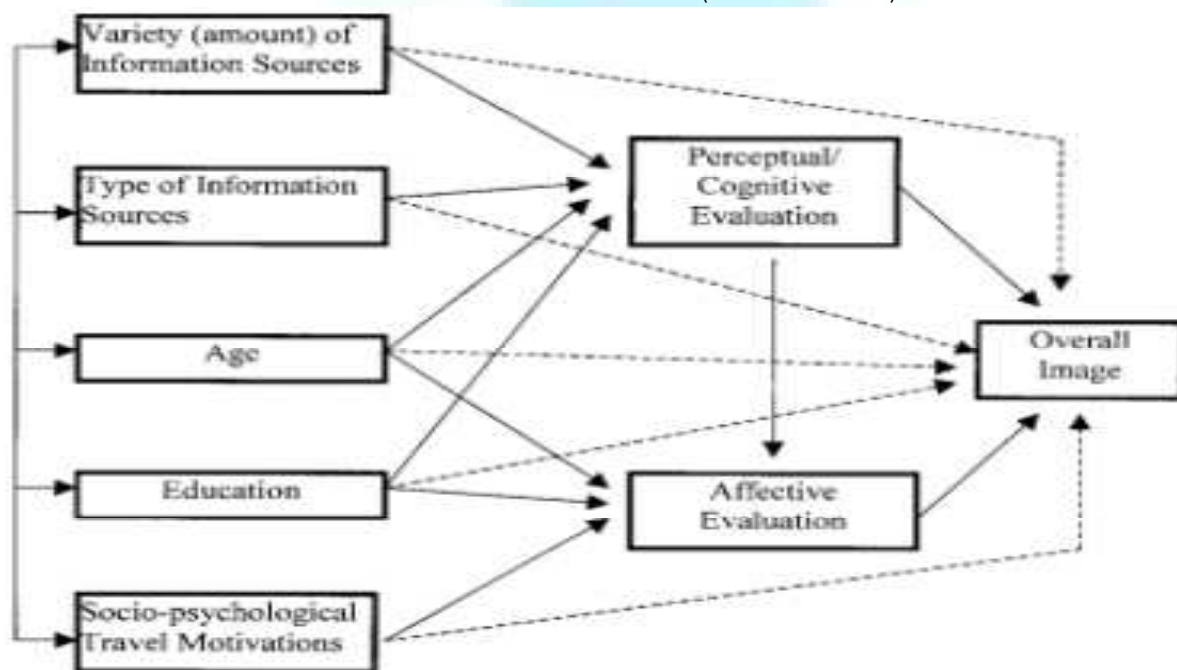 Variety (amount) of
Information Sources
Type of Information
Sources
Age
Education
Socio-psychological
Travel Motivations
Perceptual/
Cognitive
Evaluation
Affective
Evaluation
Overall
Image